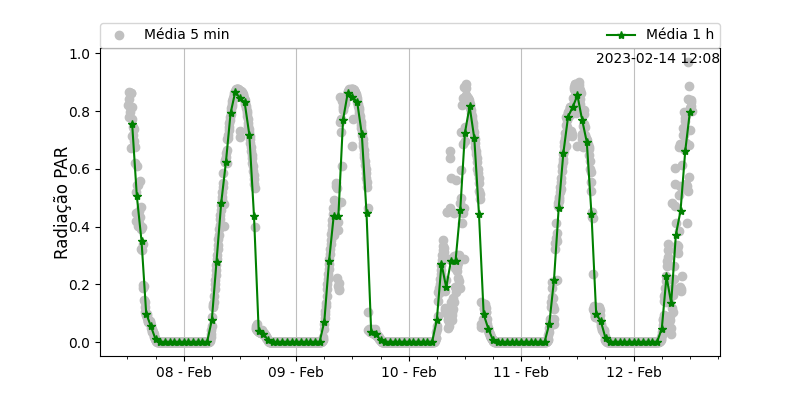 Média 5 min
Média 1 h
2023-02-14 12:08
1.0
0.8
0.6
0.4
0.2
0.0
Radiação PAR
08 - Feb
09 - Feb
10 - Feb
11 - Feb
12 - Feb